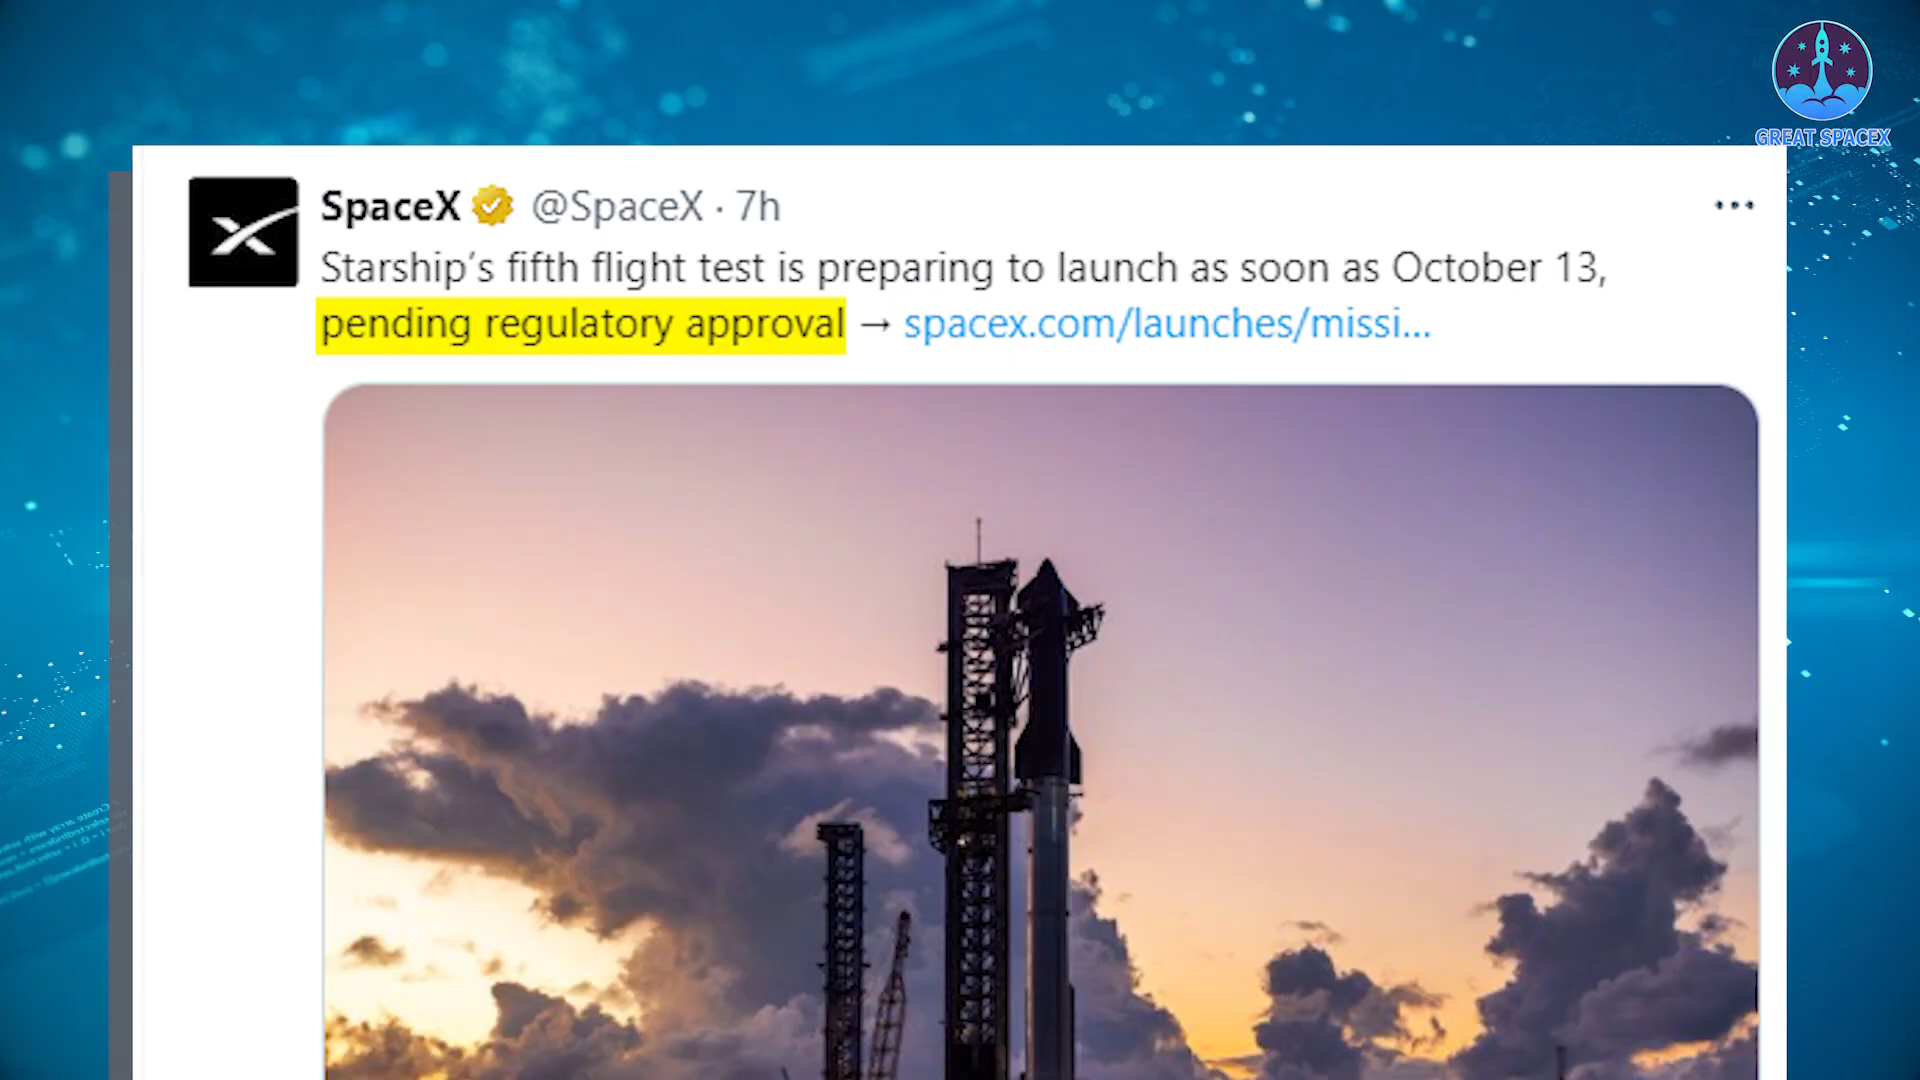 GREAT SPACEX
SpaceX @SpaceX · 7h
Starship's fifth flight test is preparing to launch as soon as October 13,
pending regulatory approval → spacex.com/launches/missi...